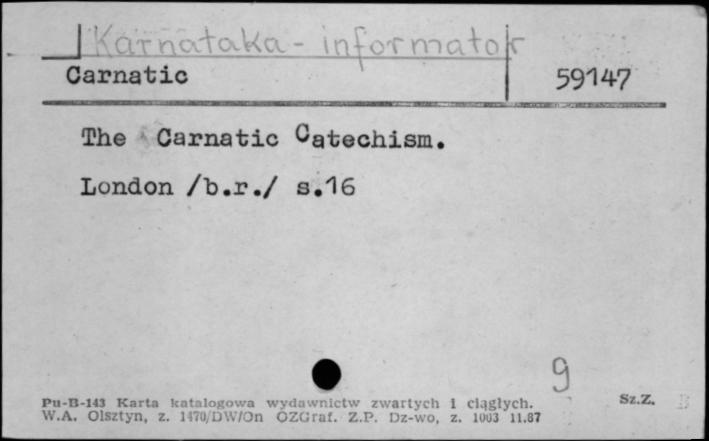 Karnataka - informator
Carnatic 59147
The Carnatic Catechism.
London /b.r./ s.16
9
Pu-B-143 Karta katalogowa wydawnictw zwartych i ciągłych. Sz.Z.
W.A. Olsztyn, z. 1470/DW/On OZGraf. Z.P. Dz-wo, z. 1003 11.87